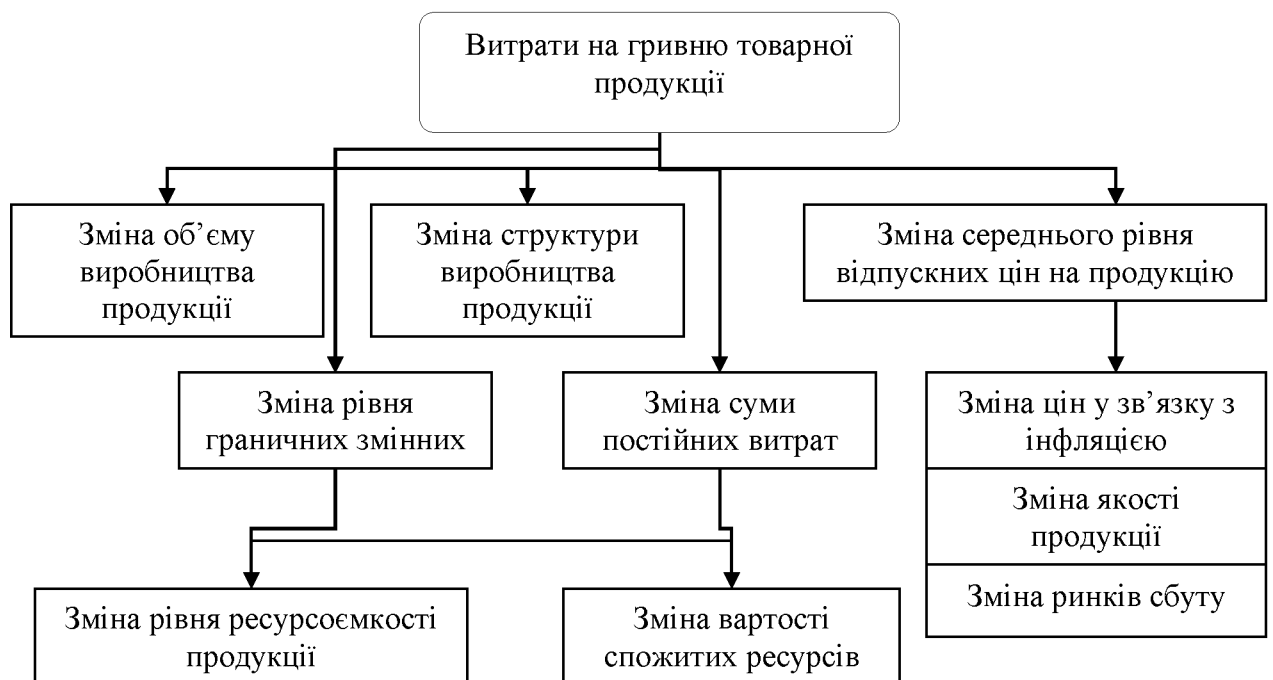 Витрати на гривню товарної
продукції
Зміна об’єму
виробництва
продукції
Зміна структури
виробництва
продукції
Зміна середнього рівня
відпускних цін на продукцію
Зміна рівня
граничних змінних
Зміна суми
постійних витрат
Зміна цін у зв’язку з
інфляцією
Зміна якості
продукції
Зміна ринків сбуту
Зміна рівня ресурсоємкості
продукції
Зміна вартості
спожитих ресурсів